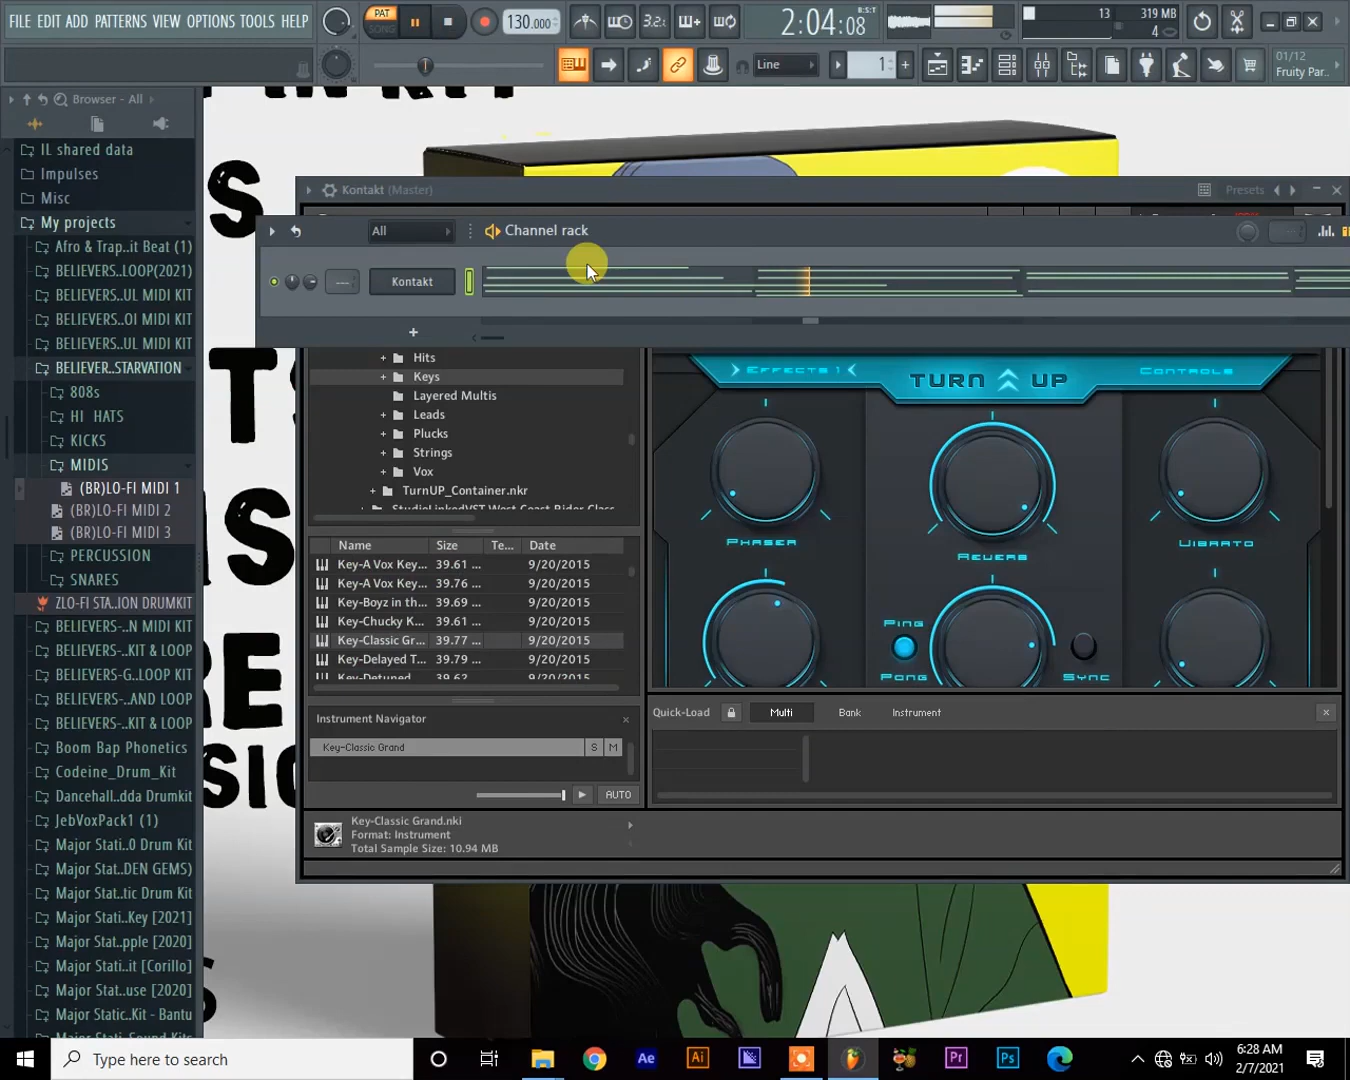 FILE EDIT ADD PATTERNS VIEW OPTIONS TOOLS HELP
PAT
SONG
130.000
3.2.:
2:04:08
B:S:T
13
319 MB
4
Line
1
01/12
Fruity Par..
Browser - All
IL shared data
Impulses
Misc
My projects
Afro & Trap...it Beat (1)
BELIEVERS..LOOP(2021)
BELIEVERS..UL MIDI KIT
BELIEVERS..OI MIDI KIT
BELIEVERS..UL MIDI KIT
BELIEVER..STARVATION
808s
HI HATS
KICKS
MIDIS
(BR)LO-FI MIDI 1
(BR)LO-FI MIDI 2
(BR)LO-FI MIDI 3
PERCUSSION
SNARES
ZLO-FI STA..ION DRUMKIT
BELIEVERS-..N MIDI KIT
BELIEVERS-..KIT & LOOP
BELIEVERS-G..LOOP KIT
BELIEVERS-..AND LOOP
BELIEVERS-..KIT & LOOP
Boom Bap Phonetics
Codeine_Drum_Kit
Dancehall..dda Drumkit
JebVoxPack1 (1)
Major Stati..0 Drum Kit
Major Stat..DEN GEMS)
Major Stat..tic Drum Kit
Major Stati..Key [2021]
Major Stat...pple [2020]
Major Stati..it [Corillo]
Major Stat...use [2020]
Major Static..Kit - Bantu
Kontakt (Master)
Presets
All
Channel rack
Kontakt
+
Hits
Keys
Layered Multis
Leads
Plucks
Strings
Vox
TurnUP_Container.nkr
Name Size Te... Date
Key-A Vox Key... 39.61 ... 9/20/2015
Key-A Vox Key... 39.76 ... 9/20/2015
Key-Boyz in th... 39.69 ... 9/20/2015
Key-Chucky K... 39.68 ... 9/20/2015
Key-Classic Gr... 39.77 ... 9/20/2015
Key-Delayed T... 39.79 ... 9/20/2015
Instrument Navigator
Key-Classic Grand
S M
AUTO
Key-Classic Grand.nki
Format: Instrument
Total Sample Size: 10.94 MB
Effects 1
TURN UP
Controls
Phaser
Reverb
Vibrato
Ping
Pong
Sync
Quick-Load
Multi
Bank
Instrument
Type here to search
Ae
Ai
Pr
Ps
6:28 AM
2/7/2021